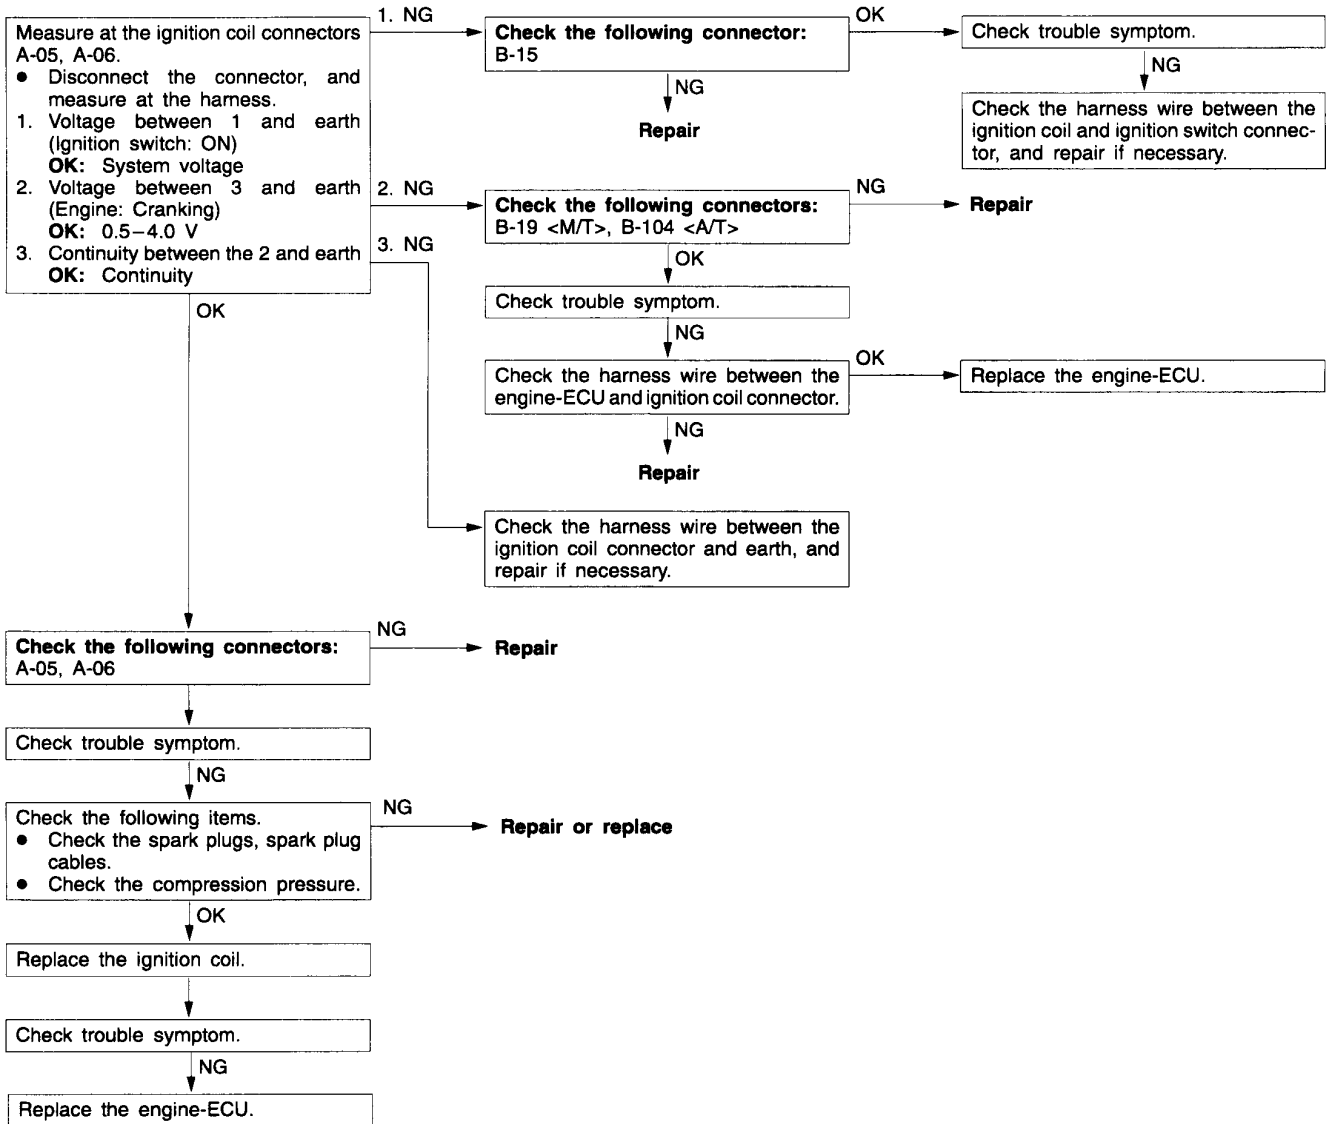 Measure at the ignition coil connectors
A-05, A-06.
● Disconnect the connector, and
measure at the harness.
1. Voltage between 1 and earth
(Ignition switch: ON)
OK: System voltage
2. Voltage between 3 and earth
(Engine: Cranking)
OK: 0.5–4.0 V
3. Continuity between the 2 and earth
OK: Continuity
1. NG
Check the following connector:
B-15
OK
Check trouble symptom.
NG
Check the harness wire between the
ignition coil and ignition switch connec-
tor, and repair if necessary.
NG
Repair
2. NG
Check the following connectors:
B-19 <M/T>, B-104 <A/T>
NG
Repair
OK
Check trouble symptom.
NG
Check the harness wire between the
engine-ECU and ignition coil connector.
OK
Replace the engine-ECU.
NG
Repair
3. NG
Check the harness wire between the
ignition coil connector and earth, and
repair if necessary.
OK
Check the following connectors:
A-05, A-06
NG
Repair
Check trouble symptom.
NG
Check the following items.
● Check the spark plugs, spark plug
cables.
● Check the compression pressure.
NG
Repair or replace
OK
Replace the ignition coil.
Check trouble symptom.
NG
Replace the engine-ECU.